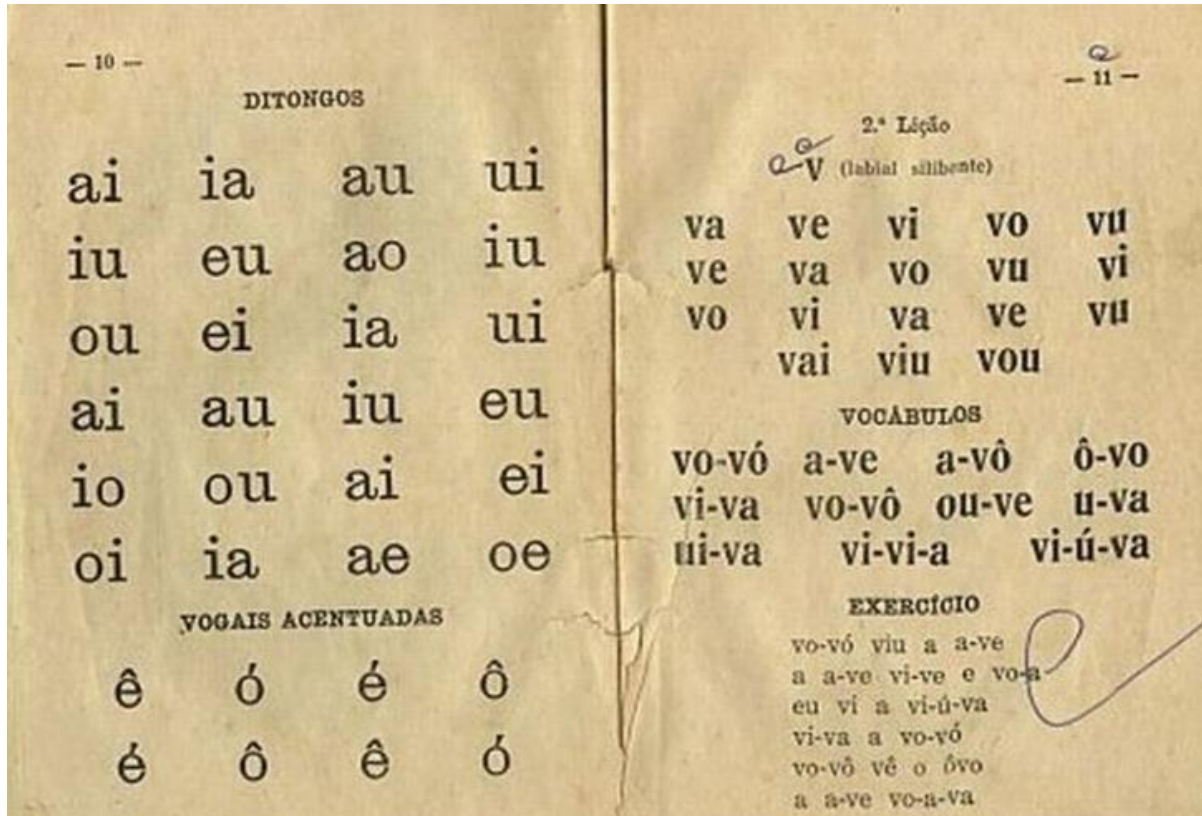 — 10 —
DITONGOS
ai ia au ui
iu eu ao iu
ou ei ia ui
ai au iu eu
io ou ai ei
oi ia ae oe
VOGAIS ACENTUADAS
ê ó é ô
é ô ê ó
— 11 —
2.ª Lição
V (labial silibente)
va ve vi vo vu
ve va vo vu vi
vo vi va ve vu
vai viu vou
VOCÁBULOS
vo-vó a-ve a-vô ô-vo
vi-va vo-vô ou-ve u-va
ui-va vi-vi-a vi-ú-va
EXERCÍCIO
vo-vó viu a a-ve
a a-ve vi-ve e vo-a
eu vi a vi-ú-va
vi-va a vo-vó
vo-vô vê o ôvo
a a-ve vo-a-va